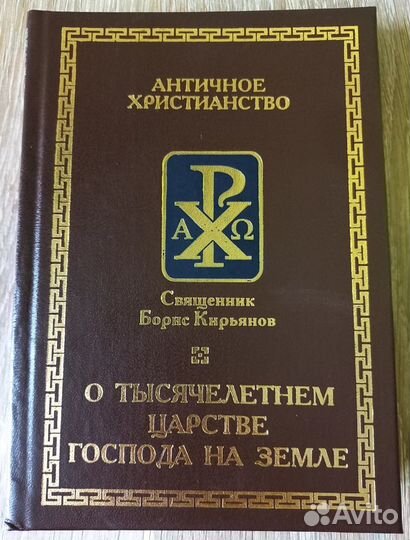 АНТИЧНОЕ
ХРИСТИАНСТВО
Α Ω
Священник
Борис Кирьянов
О ТЫСЯЧЕЛЕТНЕМ
ЦАРСТВЕ
ГОСПОДА НА ЗЕМЛЕ
Avito